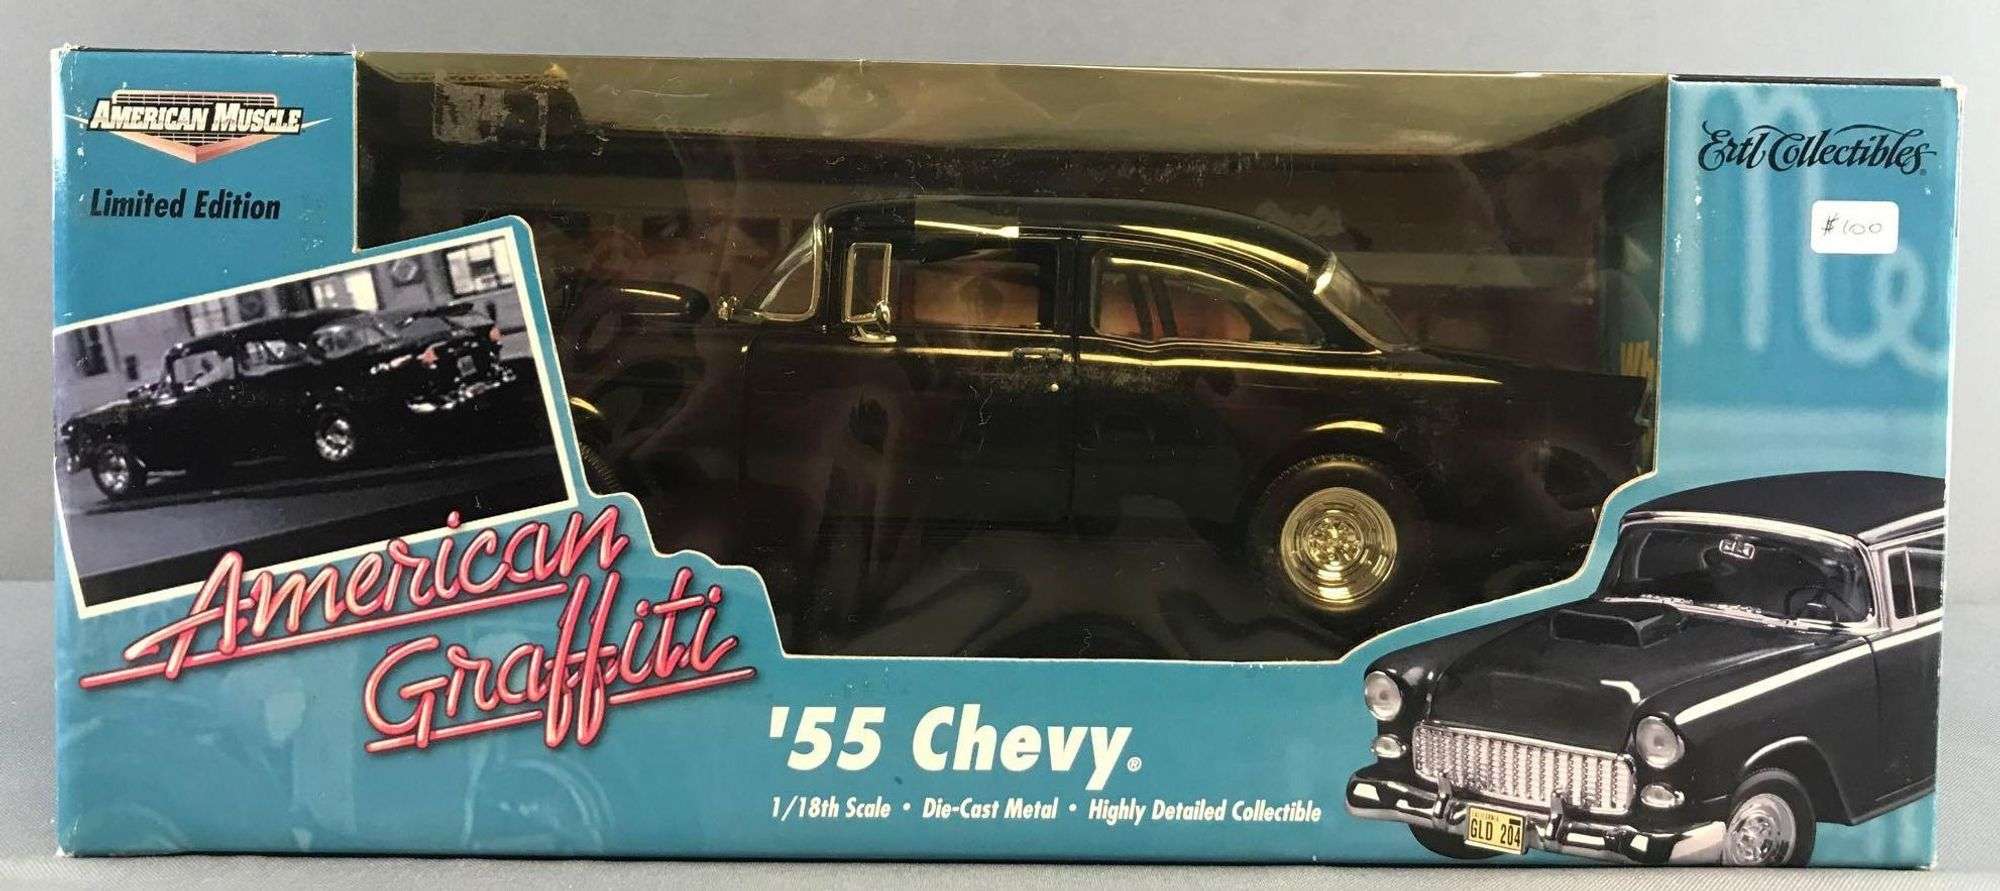 AMERICAN MUSCLE
Limited Edition
Ertl Collectibles®
$100
American
Graffiti
'55 Chevy®
1/18th Scale • Die-Cast Metal • Highly Detailed Collectible
CALIFORNIA
GLD 204